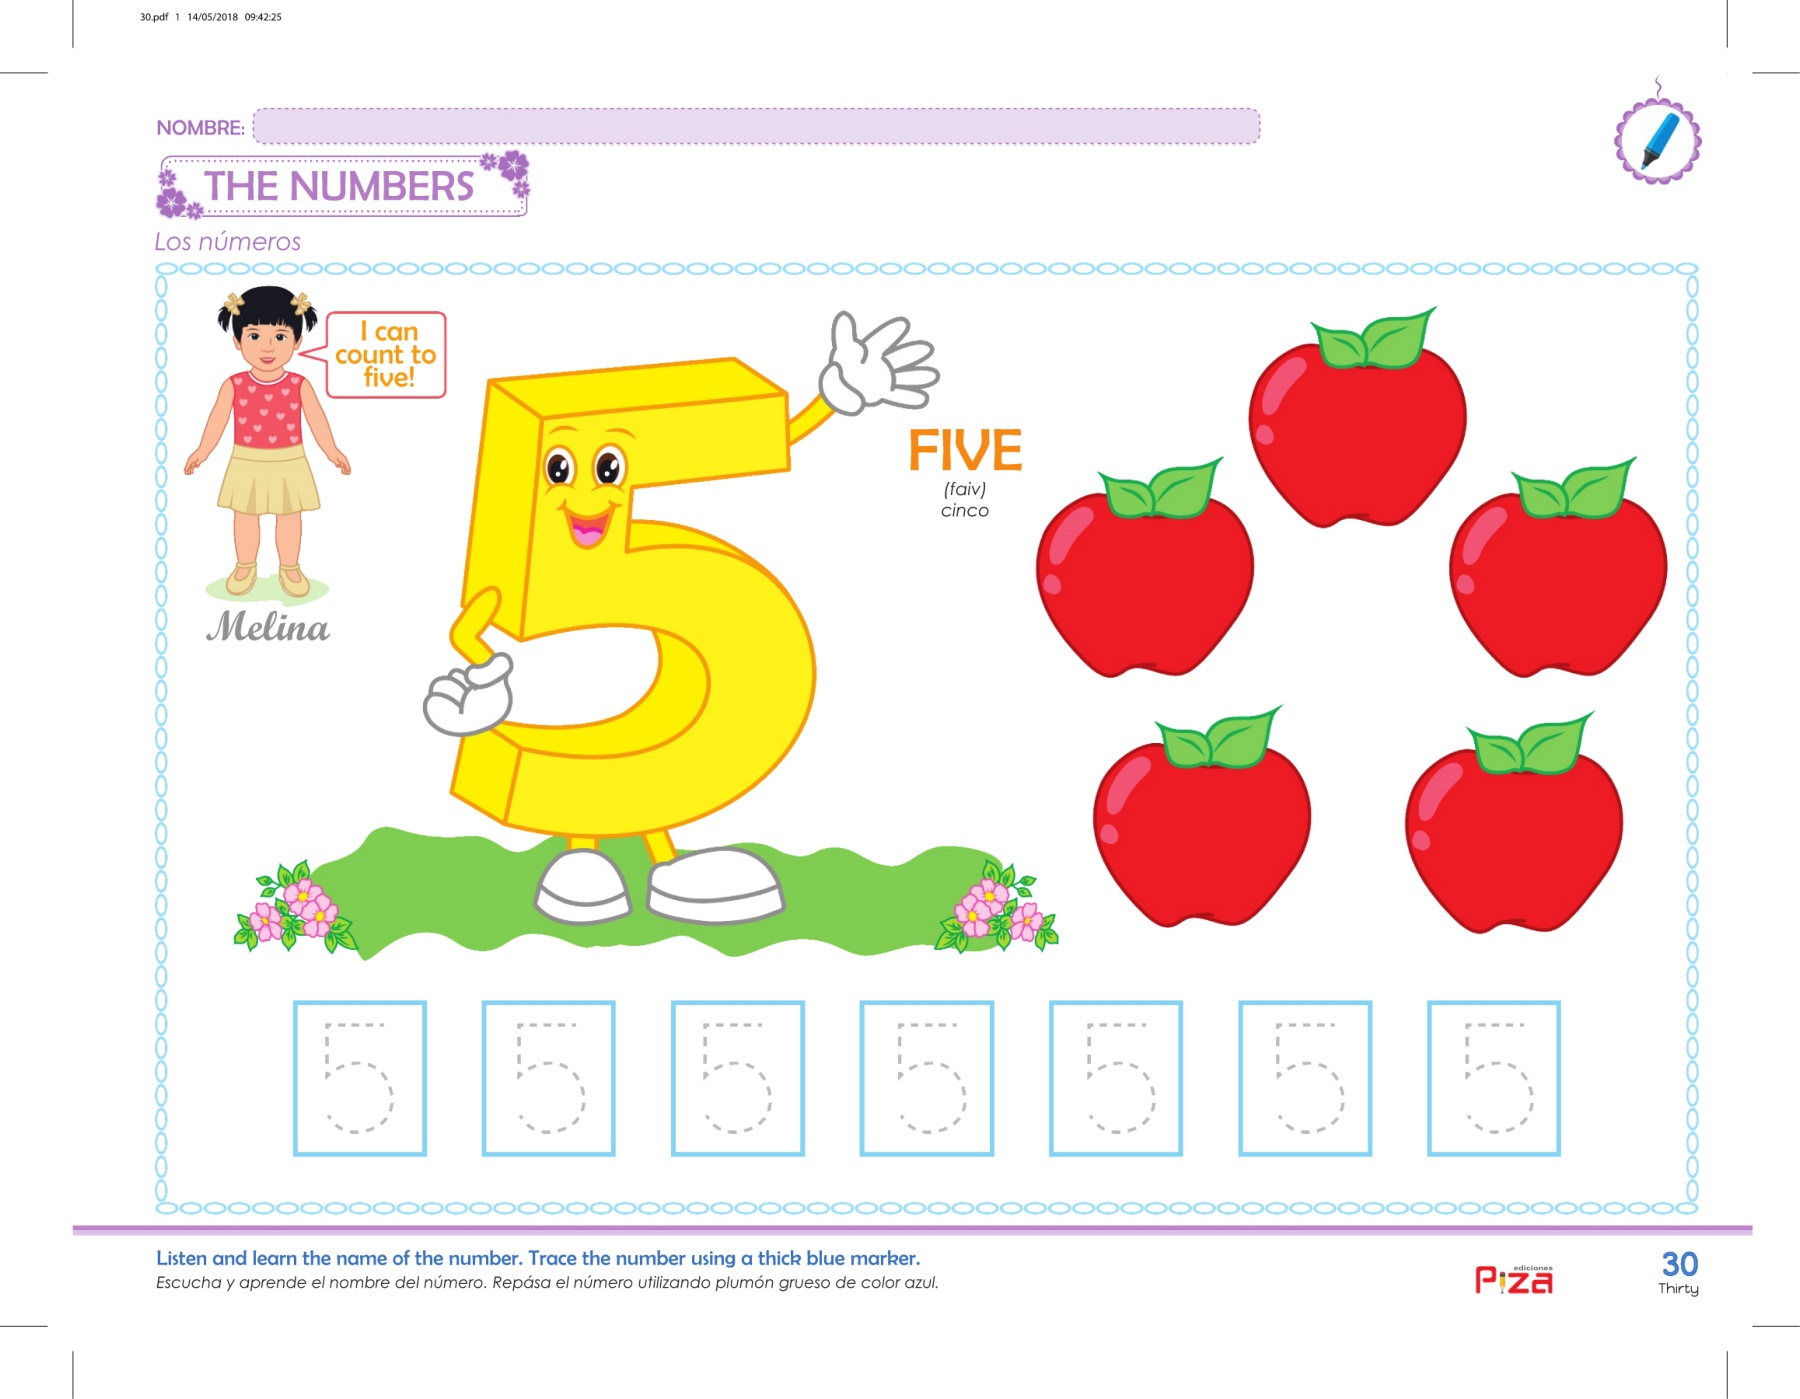 30.pdf 1 14/05/2018 09:42:25
NOMBRE:
THE NUMBERS
Los números
I can
count to
five!
Melina
5
FIVE
(faiv)
cinco
5 5 5 5 5 5 5
Listen and learn the name of the number. Trace the number using a thick blue marker.
Escucha y aprende el nombre del número. Repása el número utilizando plumón grueso de color azul.
ediciones
Piza
30
Thirty